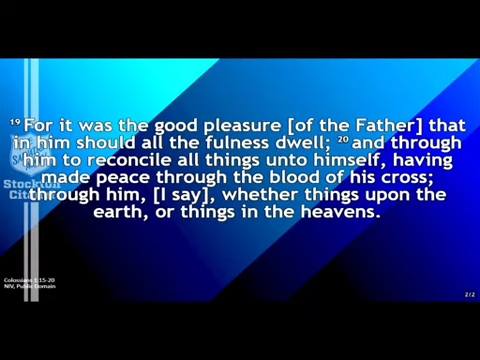 ¹⁹ For it was the good pleasure [of the Father] that
in him should all the fulness dwell; ²⁰ and through
him to reconcile all things unto himself, having
made peace through the blood of his cross;
through him, [I say], whether things upon the
earth, or things in the heavens.
Stockton
Colossians 1:15-20
NIV, Public Domain
2/2